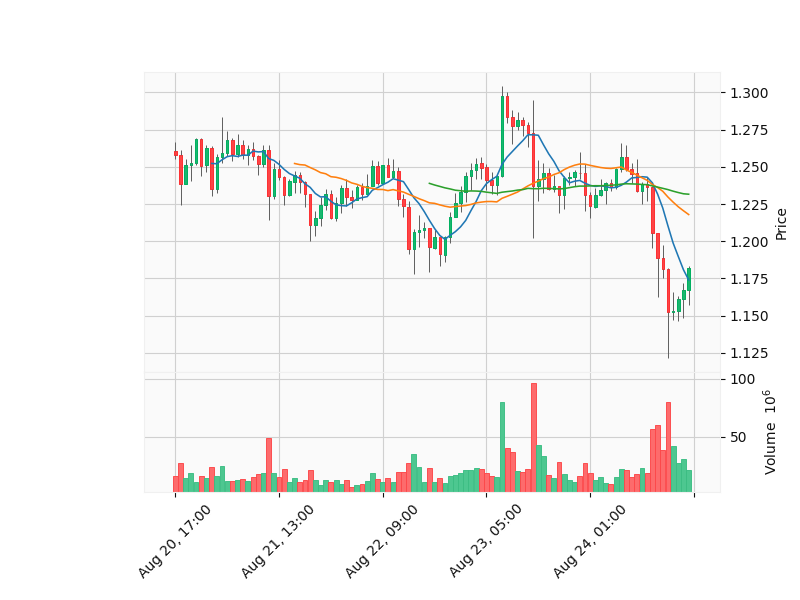 1.300
1.275
1.250
1.225
1.200
1.175
1.150
1.125
Price
100
50
Volume 10^6
Aug 20, 17:00
Aug 21, 13:00
Aug 22, 09:00
Aug 23, 05:00
Aug 24, 01:00